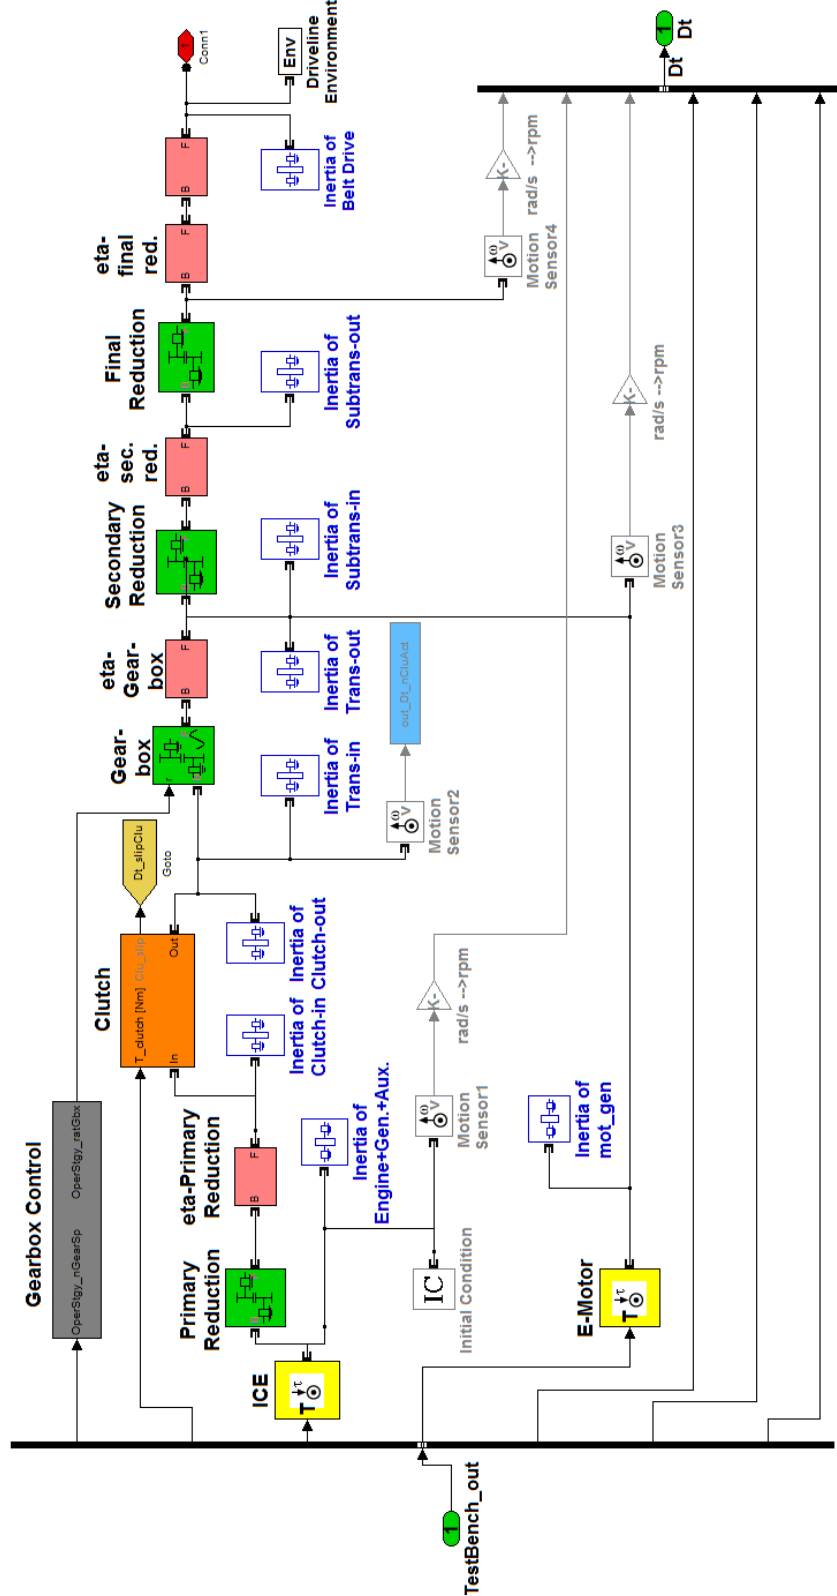 Gearbox Control
OperStgy_nGearSp
OperStgy_ratGbx
Clutch
T_clutch [Nm]
Clu_slip
In
Out
Dt_slipClu
Goto
Gear-
box
r
eta-
Gear-
box
B
F
Secondary
Reduction
eta-
sec.
red.
B
F
Final
Reduction
eta-
final
red.
B
F
B
F
1
Conn1
Env
Driveline
Environment
Primary
Reduction
eta-Primary
Reduction
B
F
Inertia of
Clutch-in
Inertia of
Clutch-out
Inertia of
Trans-in
Inertia of
Trans-out
Inertia of
Subtrans-in
Inertia of
Subtrans-out
Inertia of
Belt Drive
ICE
T
τ
Inertia of
Engine+Gen.+Aux.
ω
V
Motion
Sensor2
out_Dt_nCluAct
IC
Initial Condition
ω
V
Motion
Sensor1
K-
rad/s -->rpm
ω
V
Motion
Sensor4
K-
rad/s -->rpm
1
TestBench_out
E-Motor
T
τ
Inertia of
mot_gen
ω
V
Motion
Sensor3
K-
rad/s -->rpm
Dt
1
Dt